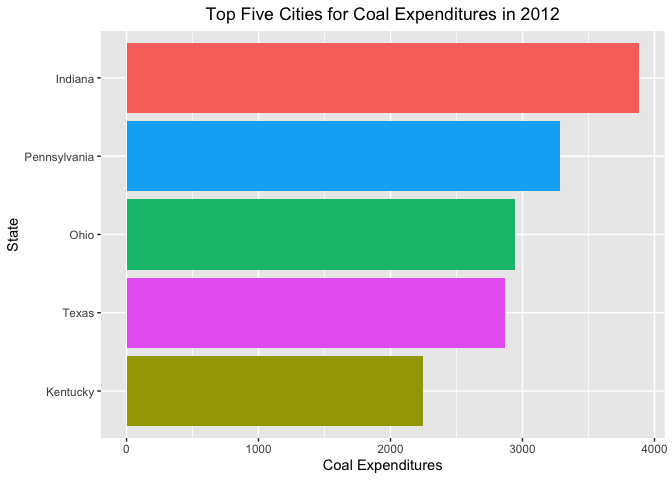 Top Five Cities for Coal Expenditures in 2012
State
Indiana
Pennsylvania
Ohio
Texas
Kentucky
0 1000 2000 3000 4000
Coal Expenditures